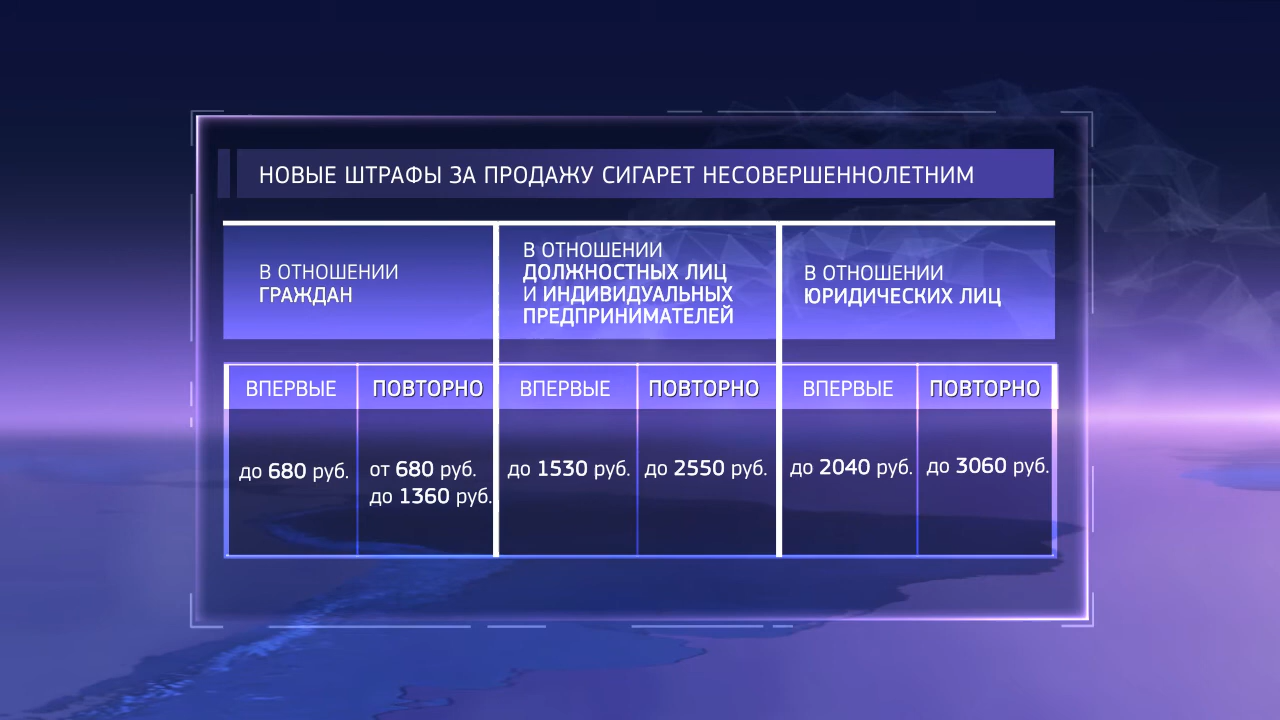 НОВЫЕ ШТРАФЫ ЗА ПРОДАЖУ СИГАРЕТ НЕСОВЕРШЕННОЛЕТНИМ
В ОТНОШЕНИИ
ГРАЖДАН
В ОТНОШЕНИИ
ДОЛЖНОСТНЫХ ЛИЦ
И ИНДИВИДУАЛЬНЫХ
ПРЕДПРИНИМАТЕЛЕЙ
В ОТНОШЕНИИ
ЮРИДИЧЕСКИХ ЛИЦ
ВПЕРВЫЕ ПОВТОРНО ВПЕРВЫЕ ПОВТОРНО ВПЕРВЫЕ ПОВТОРНО
до 680 руб.
от 680 руб.
до 1360 руб.
до 1530 руб.
до 2550 руб.
до 2040 руб.
до 3060 руб.